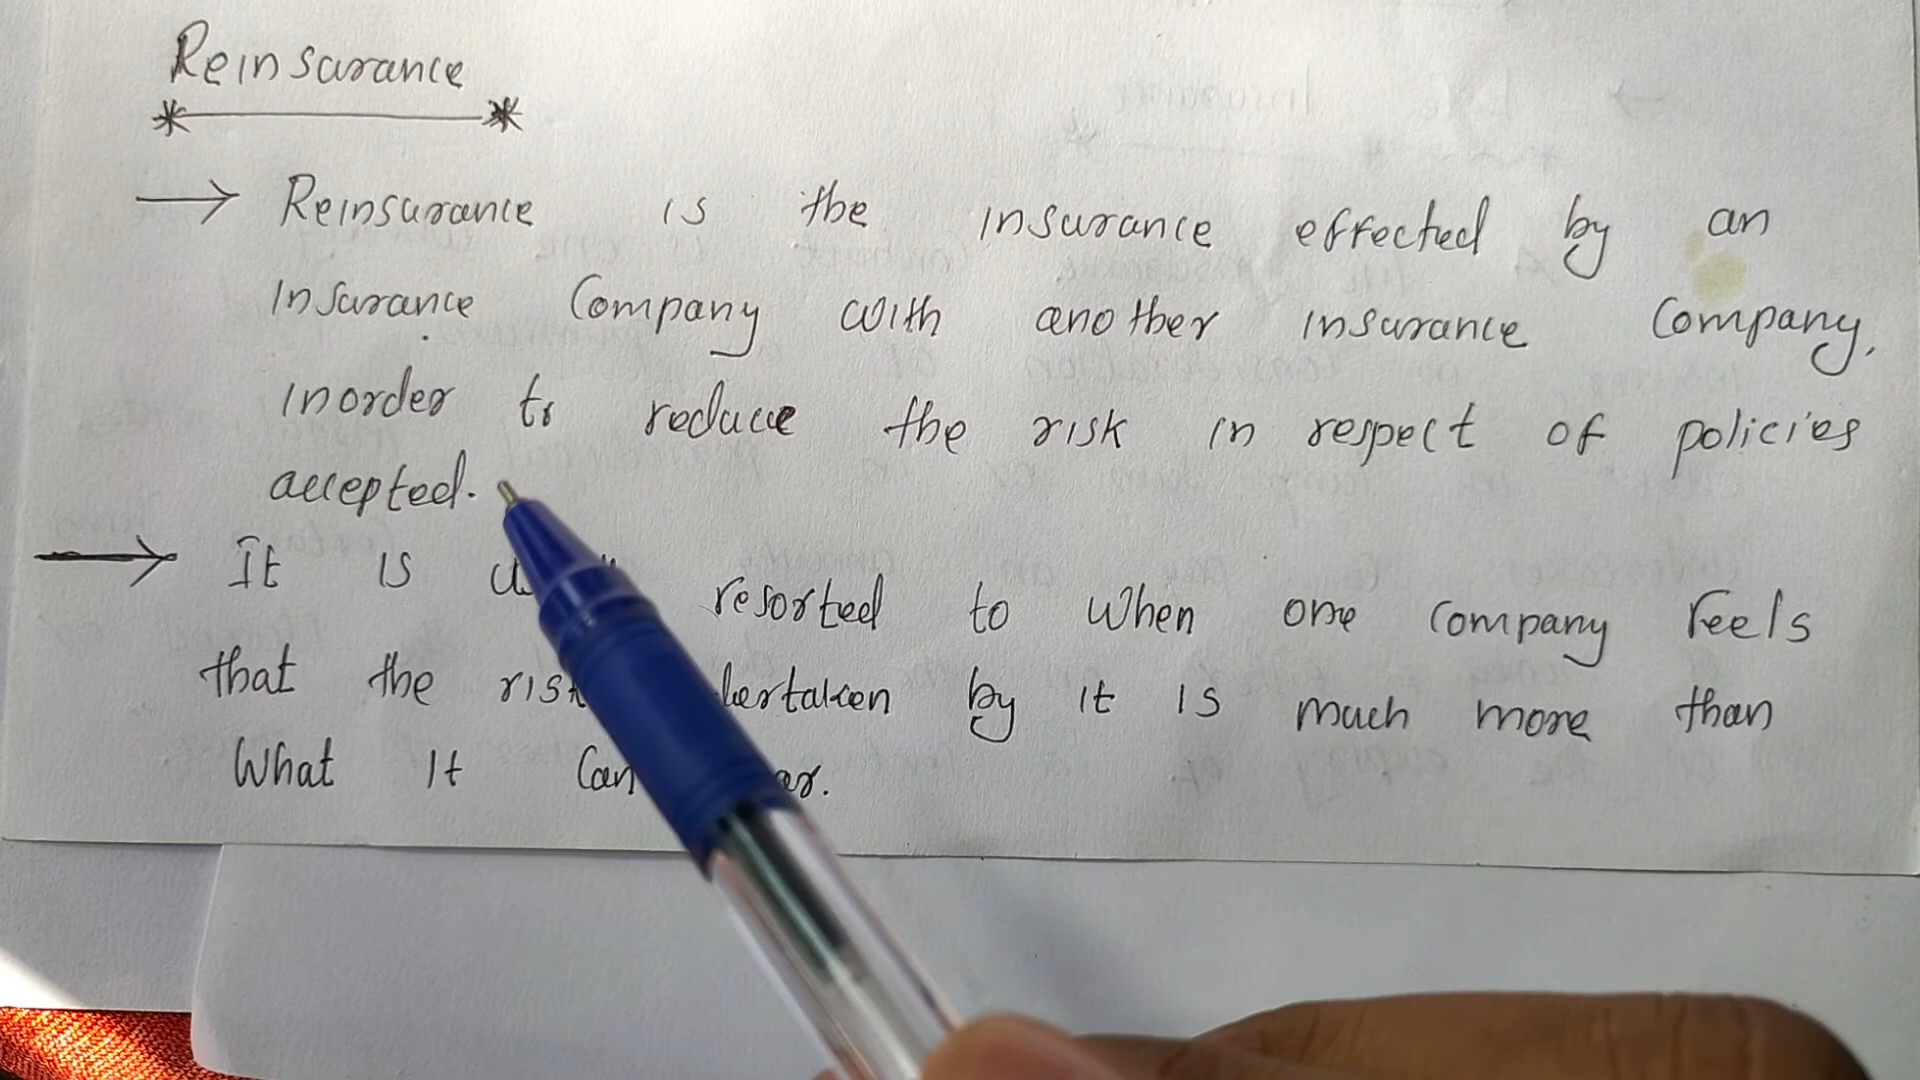 Reinsurance
→ Reinsurance is the insurance effected by an
insurance Company with another insurance Company,
inorder to reduce the risk in respect of policies
accepted.
→ It is resorted to when one company feels
that the risk by it is much more than
what it can